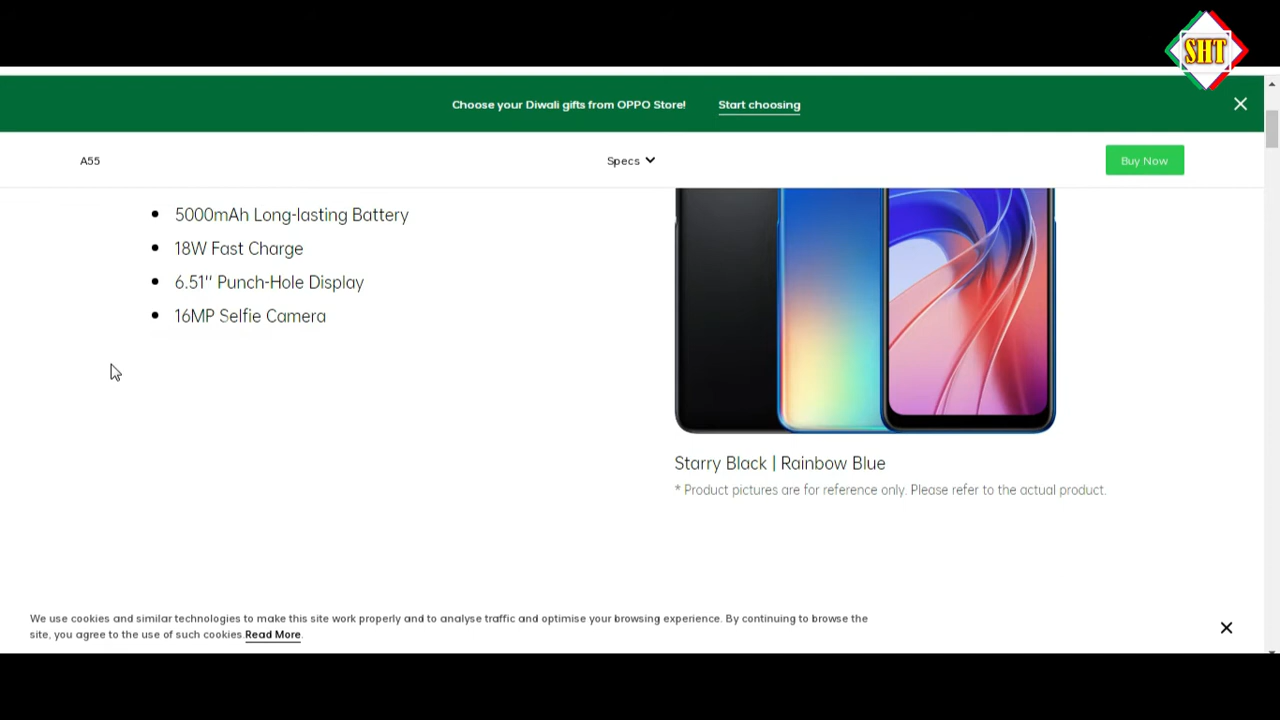 SHT
Choose your Diwali gifts from OPPO Store! Start choosing
A55 Specs Buy Now
• 5000mAh Long-lasting Battery
• 18W Fast Charge
• 6.51'' Punch-Hole Display
• 16MP Selfie Camera
Starry Black | Rainbow Blue
* Product pictures are for reference only. Please refer to the actual product.
We use cookies and similar technologies to make this site work properly and to analyse traffic and optimise your browsing experience. By continuing to browse the
site, you agree to the use of such cookies.Read More.